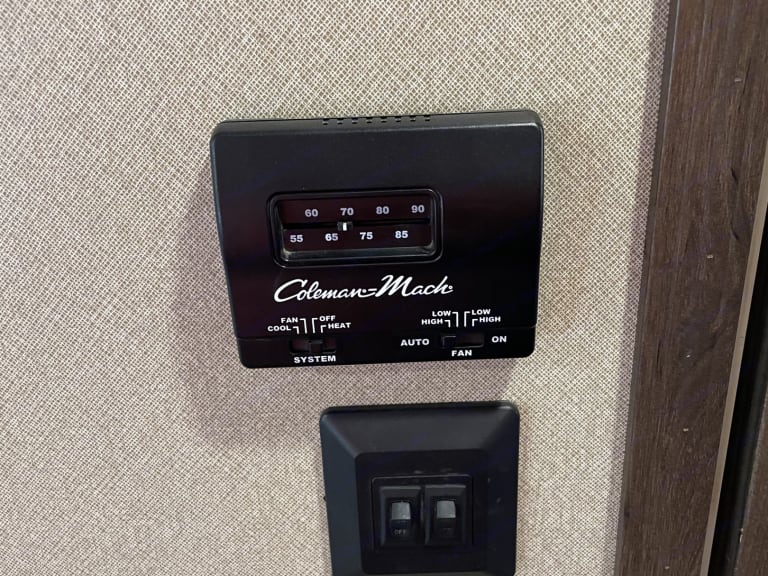 60 70 80 90
55 65 75 85
Coleman-Mach
FAN OFF LOW LOW
COOL HEAT HIGH HIGH
AUTO ON
SYSTEM FAN
OFF